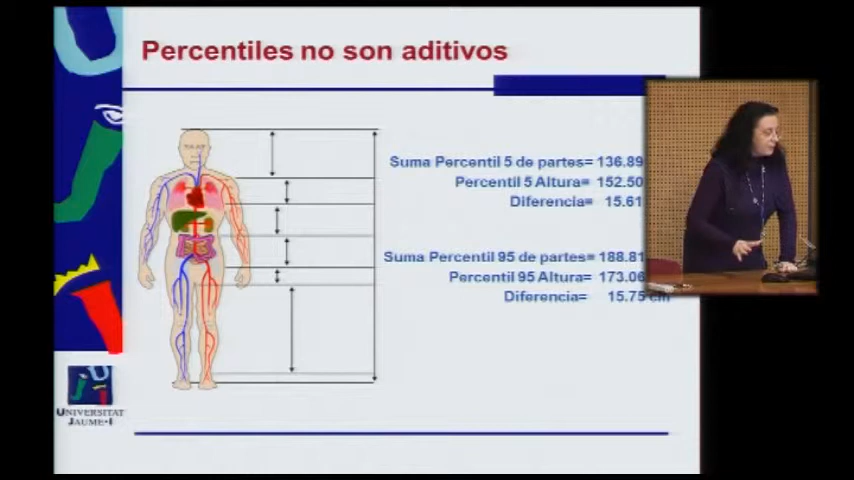 Percentiles no son aditivos
Suma Percentil 5 de partes= 136.89
Percentil 5 Altura= 152.50
Diferencia= 15.61
Suma Percentil 95 de partes= 188.81
Percentil 95 Altura= 173.06
Diferencia= 15.75 cm
UNIVERSITAT
JAUME·I